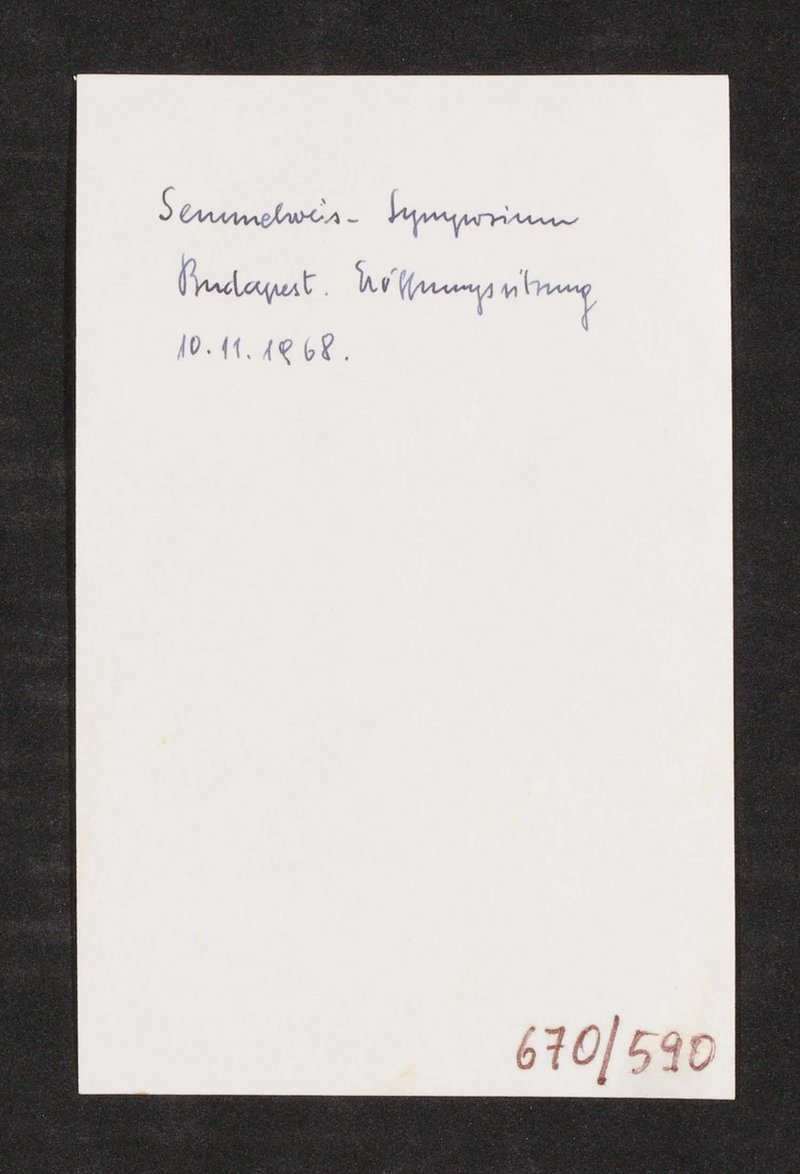 Semmelweis- Symposium
Budapest. Eröffnungssitzung
10.11.1968.
670/590